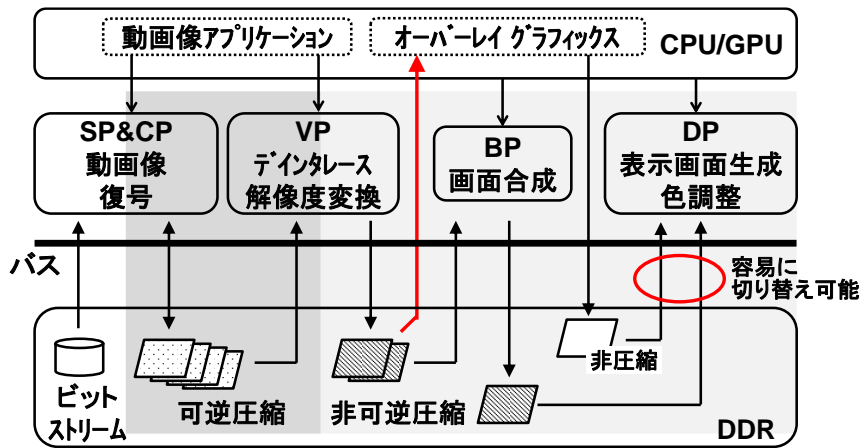 動画像アプリケーション
オーバーレイ グラフィックス
CPU/GPU
SP&CP
動画像
復号
VP
デインタレース
解像度変換
BP
画面合成
DP
表示画面生成
色調整
バス
容易に
切り替え可能
ビット
ストリーム
可逆圧縮
非可逆圧縮
非圧縮
DDR